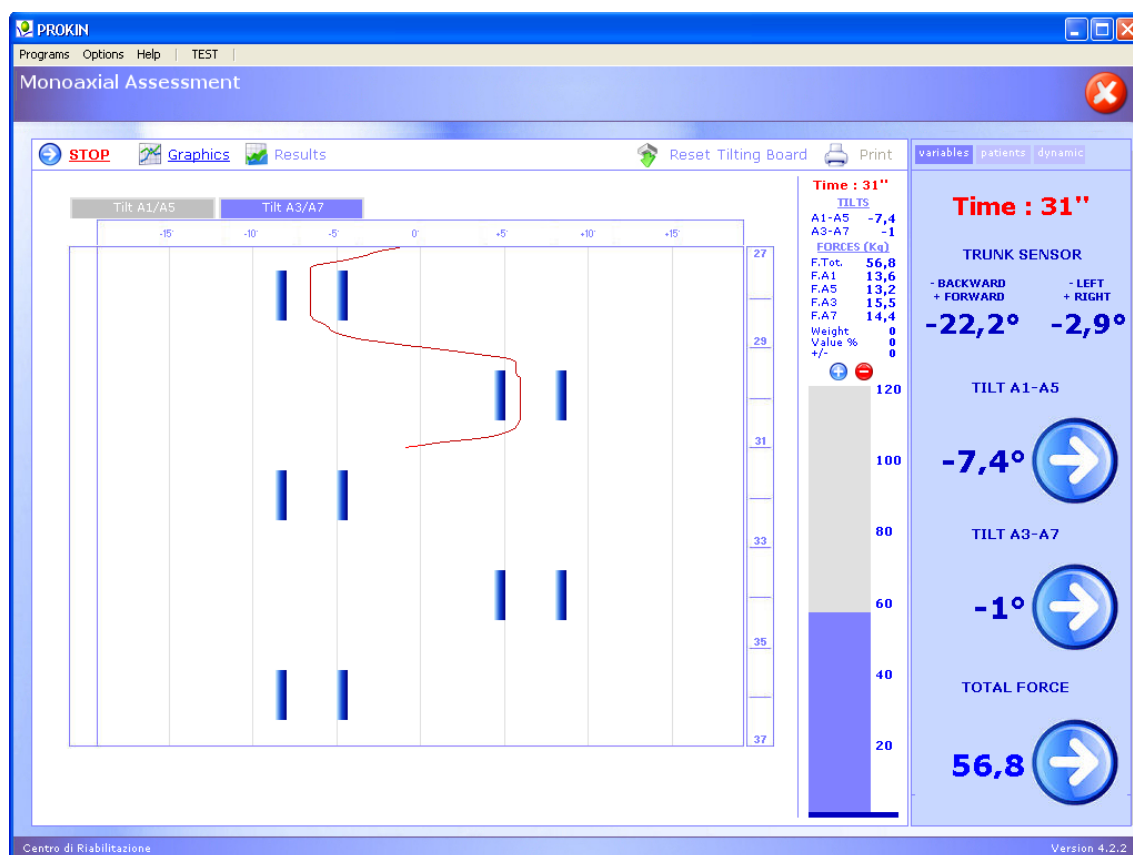 PROKIN
Programs Options Help TEST
Monoaxial Assessment
STOP Graphics Results Reset Tilting Board Print
variables patients dynamic
Tilt A1/A5 Tilt A3/A7
-15° -10° -5° 0° +5° +10° +15°
27
29
31
33
35
37
Time : 31''
TILTS
A1-A5 -7,4
A3-A7 -1
FORCES (Kg)
F.Tot. 56,8
F.A1 13,6
F.A5 13,2
F.A3 15,5
F.A7 14,4
Weight 0
Value % 0
+/- 0
120
100
80
60
40
20
Time : 31''
TRUNK SENSOR
- BACKWARD - LEFT
+ FORWARD + RIGHT
-22,2° -2,9°
TILT A1-A5
-7,4°
TILT A3-A7
-1°
TOTAL FORCE
56,8
Centro di Riabilitazione Version 4.2.2